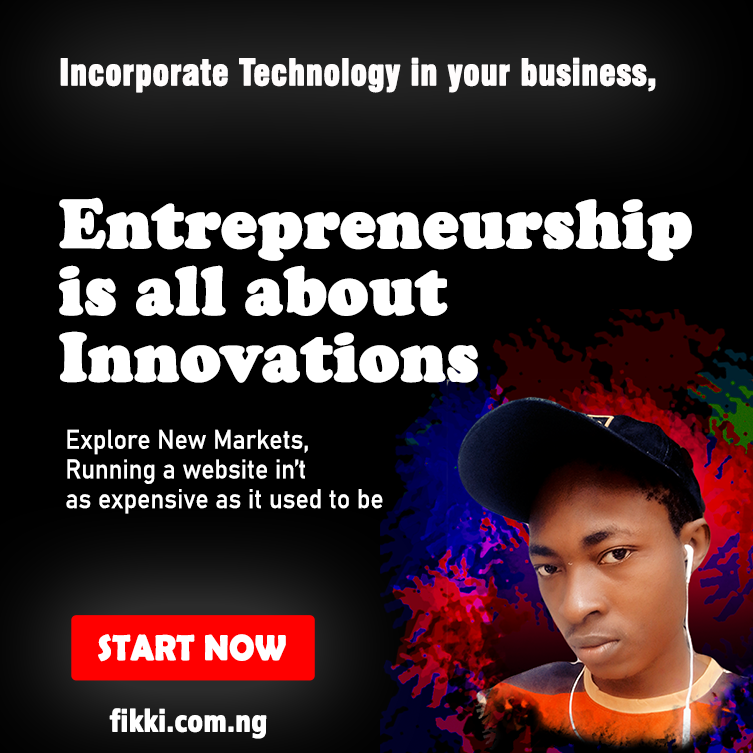 Incorporate Technology in your business,
Entrepreneurship
is all about
Innovations
Explore New Markets,
Running a website in't
as expensive as it used to be
START NOW
fikki.com.ng